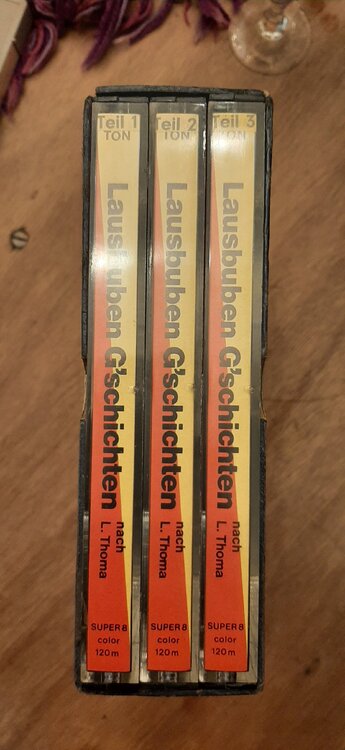 Teil 1
TON
Lausbuben G'schichten
nach
L. Thoma
SUPER 8
color
120 m
Teil 2
TON
Lausbuben G'schichten
nach
L. Thoma
SUPER 8
color
120 m
Teil 3
TON
Lausbuben G'schichten
nach
L. Thoma
SUPER 8
color
120 m